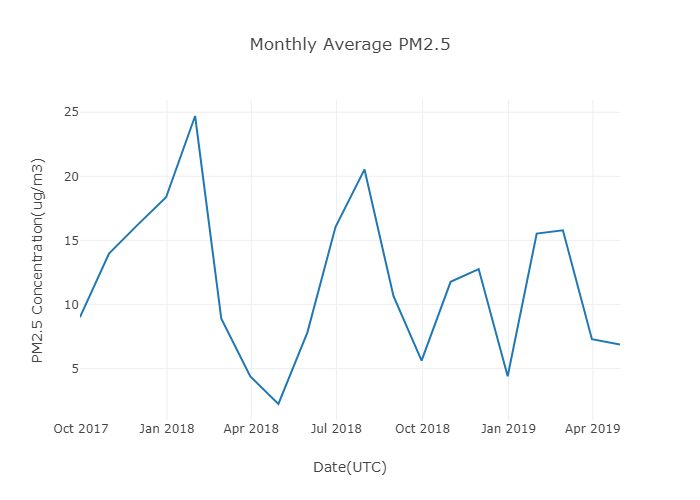 Monthly Average PM2.5
25
20
15
10
5
PM2.5 Concentration(ug/m3)
Oct 2017 Jan 2018 Apr 2018 Jul 2018 Oct 2018 Jan 2019 Apr 2019
Date(UTC)